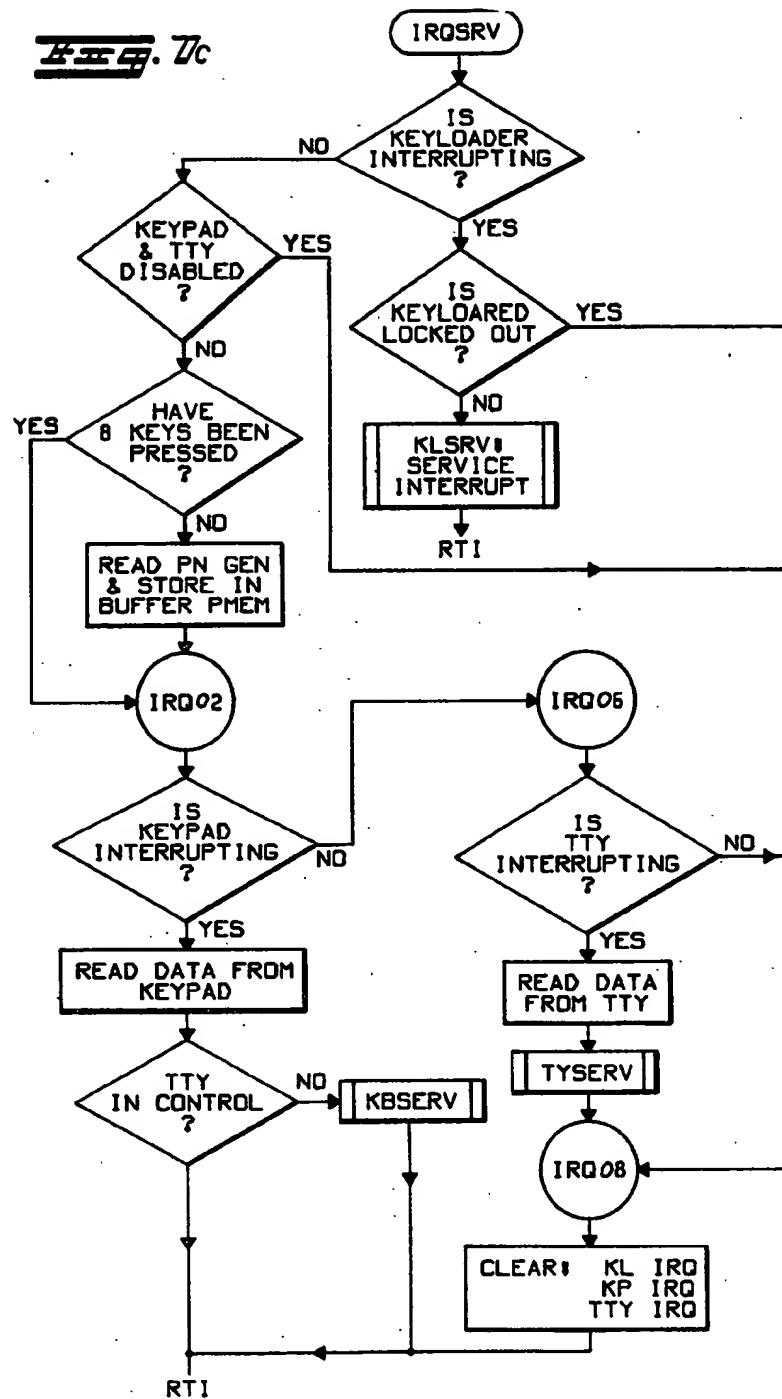 Fig. 7c
IRQSRV
IS
KEYLOADER
INTERRUPTING
?
NO
YES
KEYPAD
& TTY
DISABLED
?
YES
NO
IS
KEYLOARED
LOCKED OUT
?
YES
NO
HAVE
8 KEYS BEEN
PRESSED
?
YES
NO
KLSRV:
SERVICE
INTERRUPT
RTI
READ PN GEN
& STORE IN
BUFFER PMEM
IRQ02
IRQ06
IS
KEYPAD
INTERRUPTING
?
NO
YES
IS
TTY
INTERRUPTING
?
NO
YES
READ DATA FROM
KEYPAD
READ DATA
FROM TTY
TTY
IN CONTROL
?
NO
KBSERV
TYSERV
IRQ08
CLEAR: KL IRQ
KP IRQ
TTY IRQ
RTI